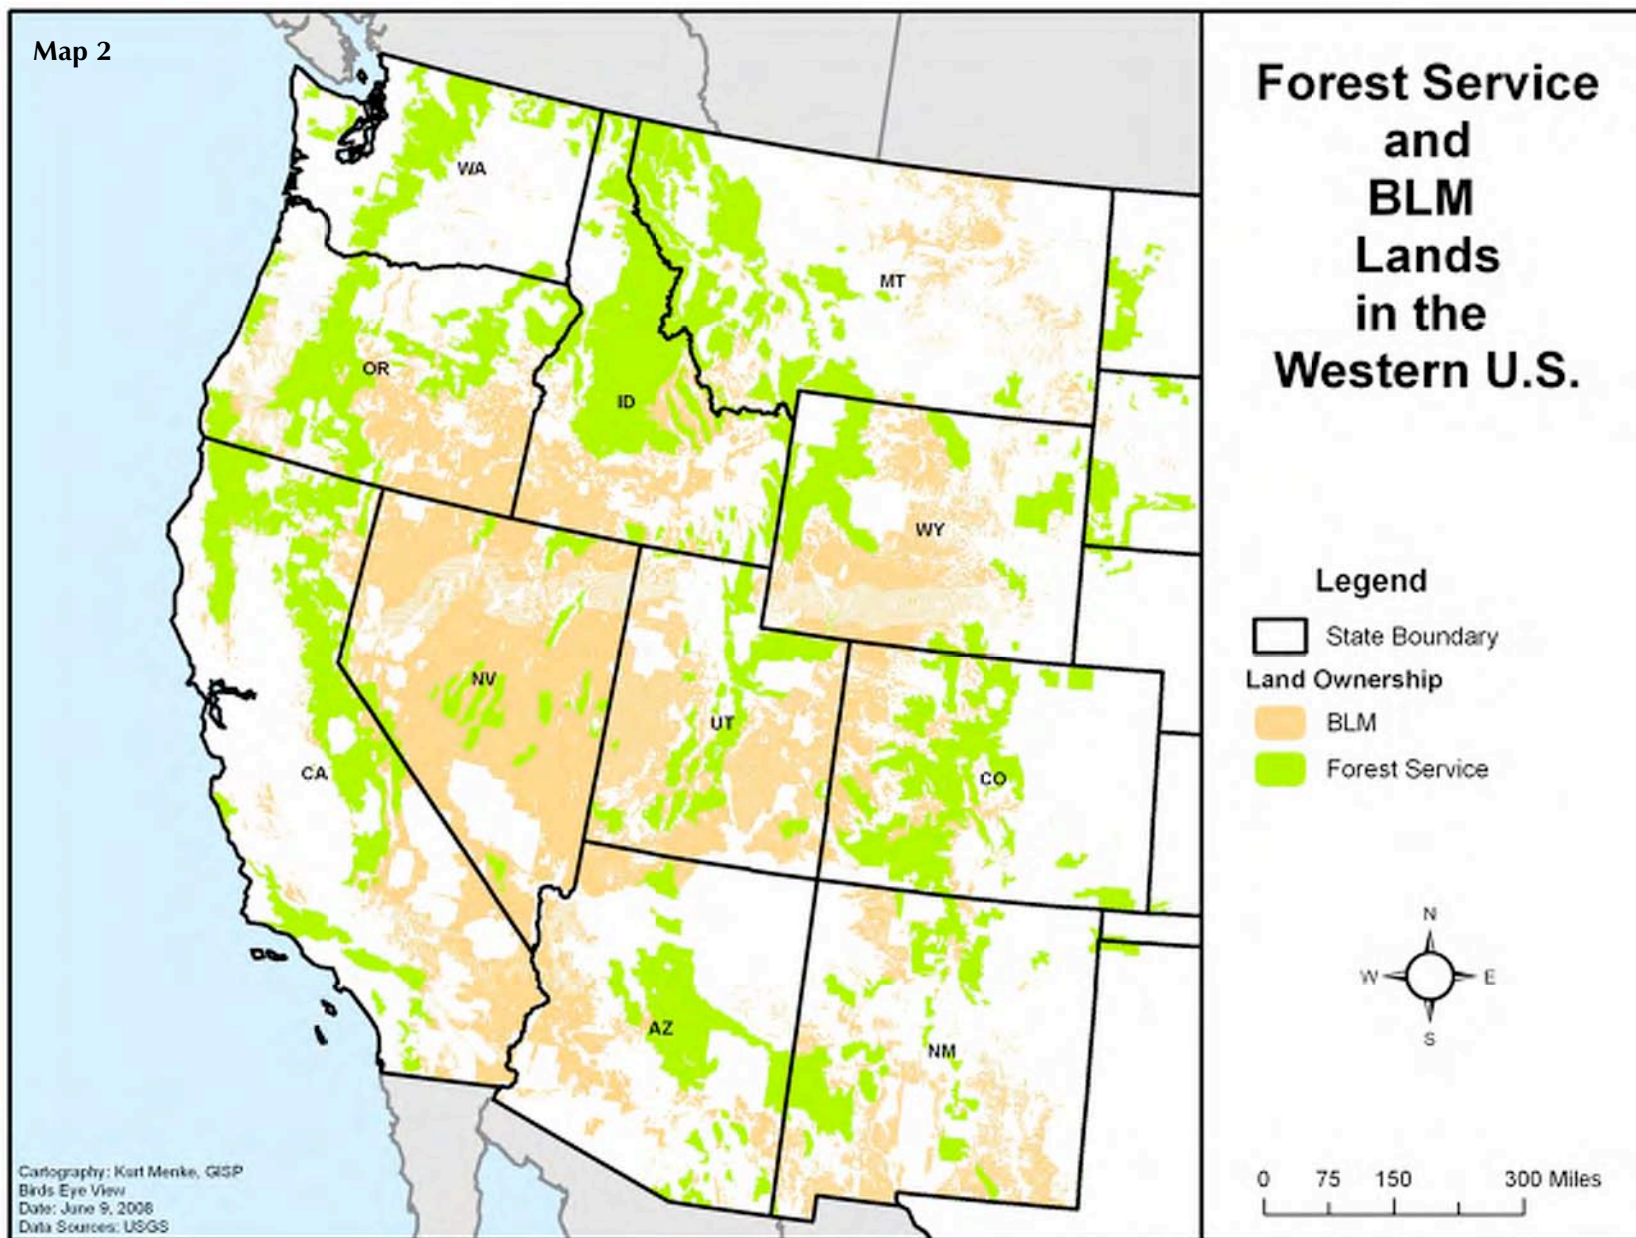 Map 2
Forest Service
and
BLM
Lands
in the
Western U.S.
WA
MT
OR
ID
WY
NV
UT
CA
CO
AZ
NM
Legend
State Boundary
Land Ownership
BLM
Forest Service
N
W E
S
0 75 150 300 Miles
Cartography: Kurt Menke, GISP
Birds Eye View
Date: June 9, 2008
Data Sources: USGS